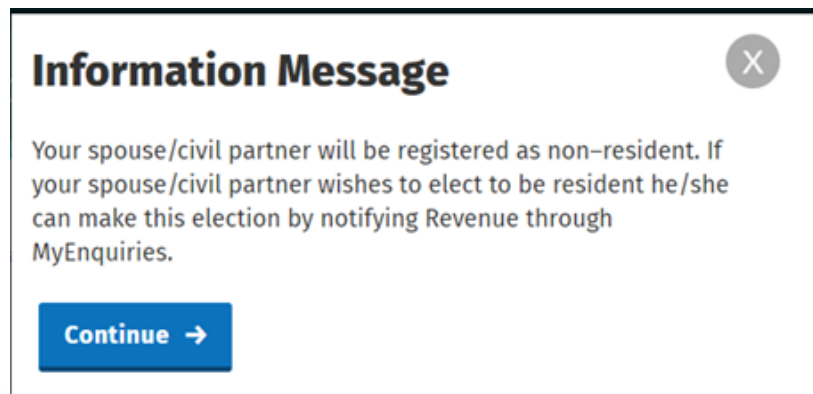 Information Message
X
Your spouse/civil partner will be registered as non–resident. If
your spouse/civil partner wishes to elect to be resident he/she
can make this election by notifying Revenue through
MyEnquiries.
Continue →